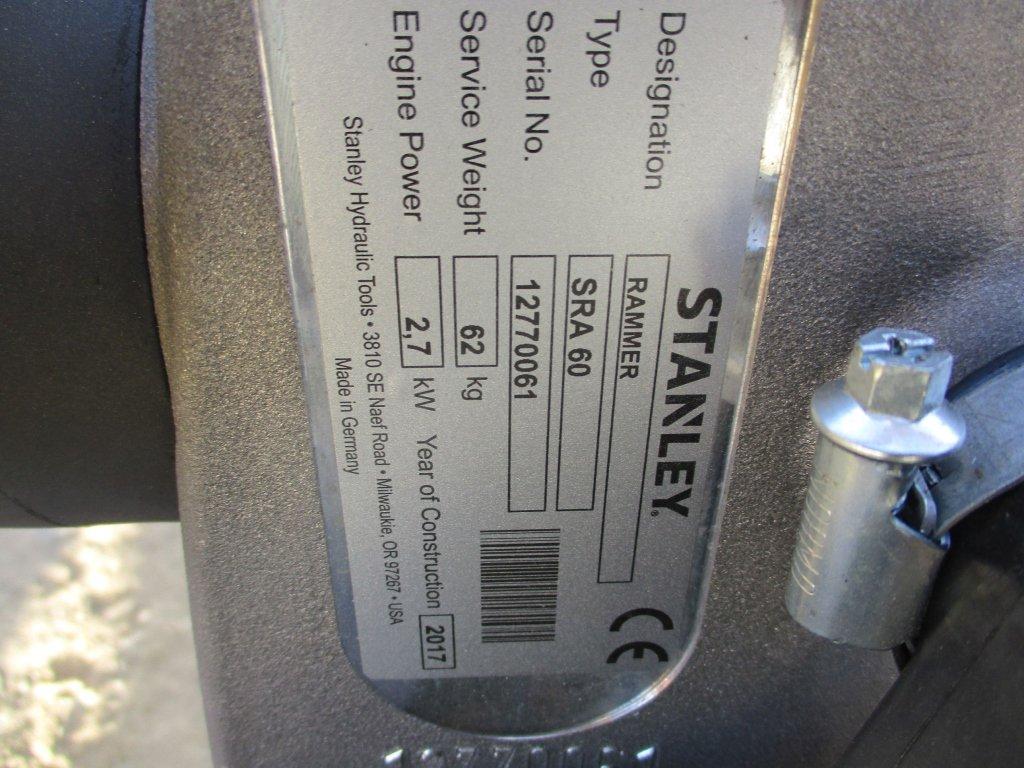 STANLEY®
Designation RAMMER
Type SRA 60
Serial No. 12770061
Service Weight 62 kg
Engine Power 2,7 kW Year of Construction 2017
Stanley Hydraulic Tools • 3810 SE Naef Road • Milwaukie, OR 97267 • USA
Made in Germany
CE
12770061